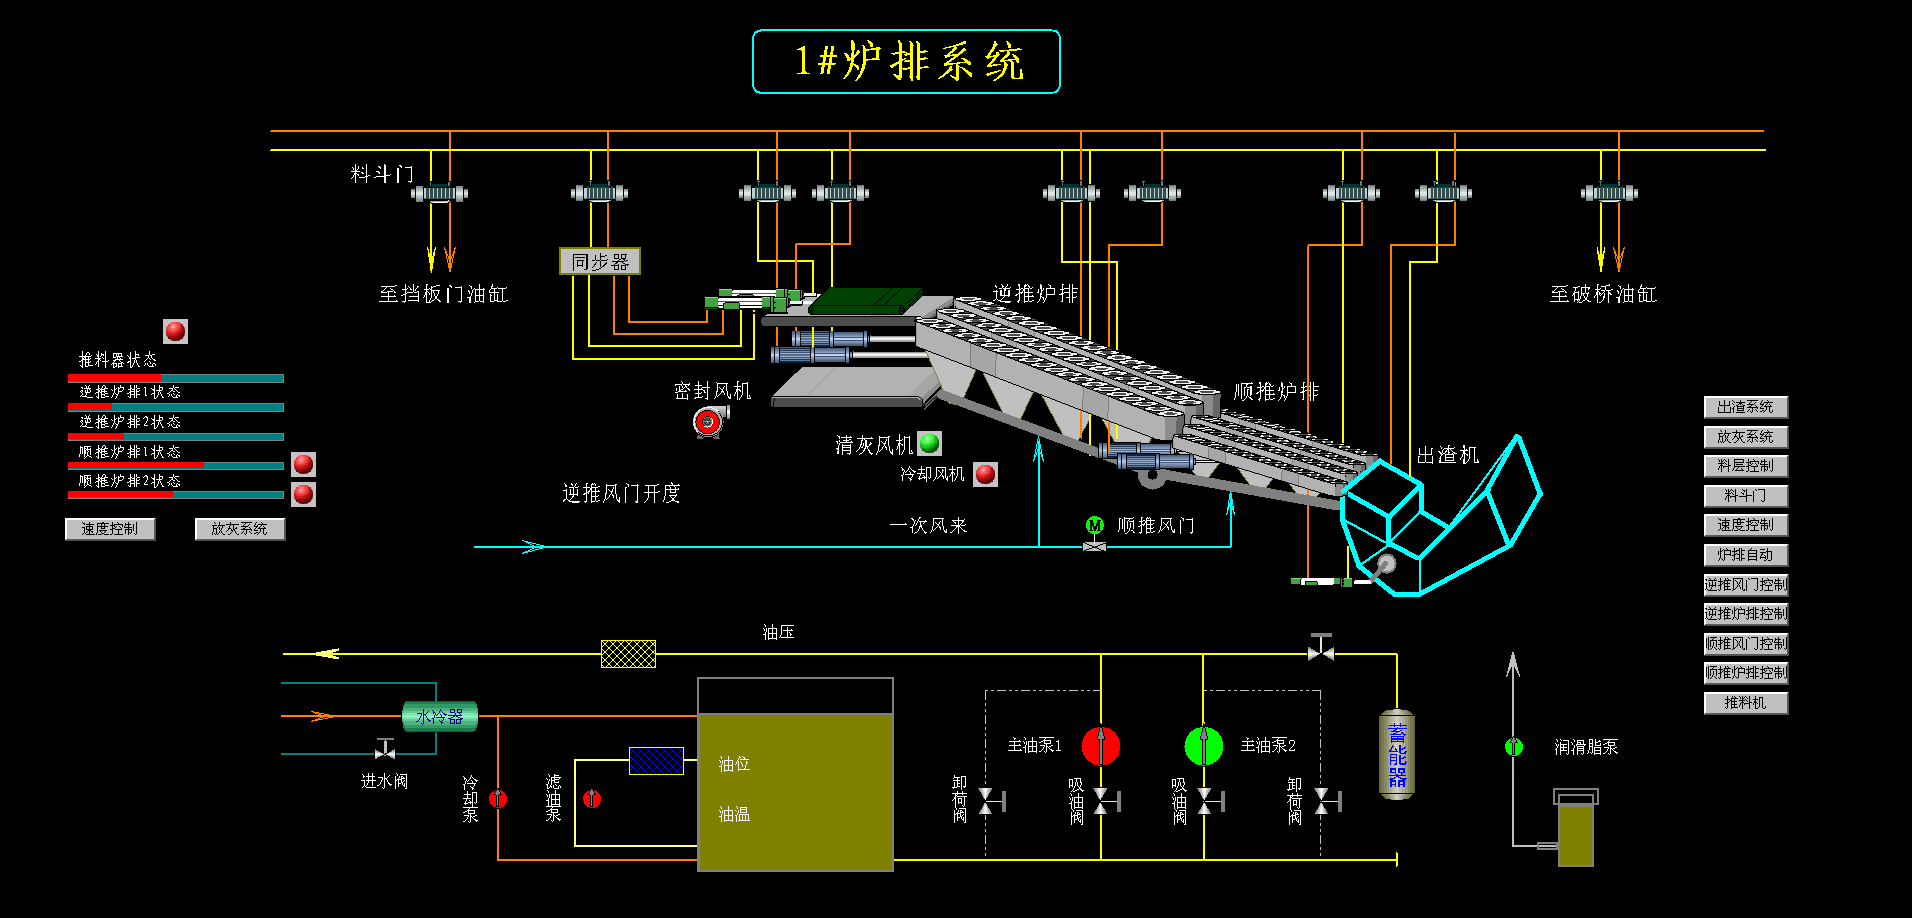 1#炉排系统
料斗门
同步器
至挡板门油缸
逆推炉排
至破桥油缸
推料器状态
逆推炉排1状态
逆推炉排2状态
顺推炉排1状态
顺推炉排2状态
速度控制
放灰系统
密封风机
顺推炉排
清灰风机
冷却风机
出渣机
逆推风门开度
一次风来
M
顺推风门
出渣系统
放灰系统
料层控制
料斗门
速度控制
炉排自动
逆推风门控制
逆推炉排控制
顺推风门控制
顺推炉排控制
推料机
油压
水冷器
进水阀
冷却泵
滤油泵
油位
油温
主油泵1
主油泵2
卸荷阀
吸油阀
吸油阀
卸荷阀
蓄能器
润滑脂泵